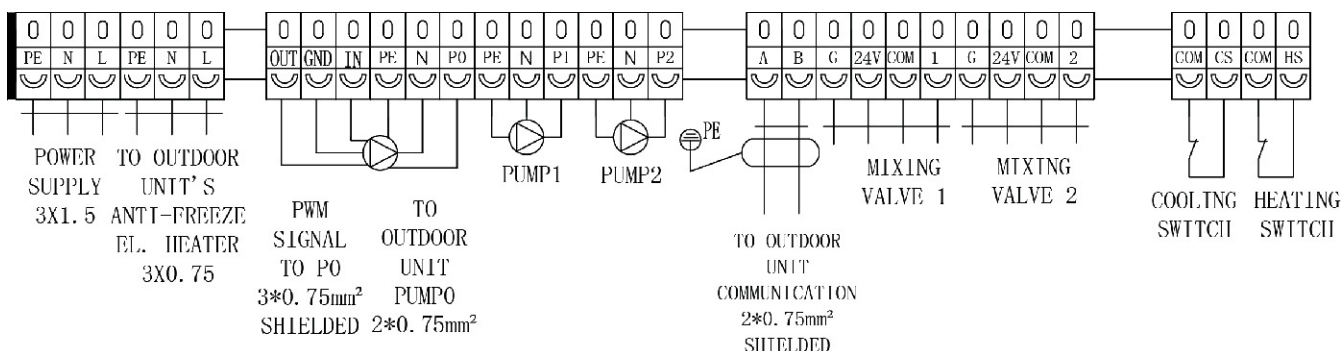 0 0 0 0 0 0 0 0 0 0 0 0 0 0 0 0 0 0 0 0 0 0 0 0 0 0 0 0 0 0 0 0
PE N L PE N L OUT GND IN PE N P0 PE N P1 PE N P2 A B G 24V COM 1 G 24V COM 2 COM CS COM HS
POWER
SUPPLY
3X1.5
TO OUTDOOR
UNIT'S
ANTI-FREEZE
EL. HEATER
3X0.75
PWM
SIGNAL
TO P0
3*0.75mm²
SHIELDED
TO
OUTDOOR
UNIT
PUMP0
2*0.75mm²
PUMP1
PUMP2
PE
TO OUTDOOR
UNIT
COMMUNICATION
2*0.75mm²
SHIELDED
MIXING
VALVE 1
MIXING
VALVE 2
COOLING
SWITCH
HEATING
SWITCH